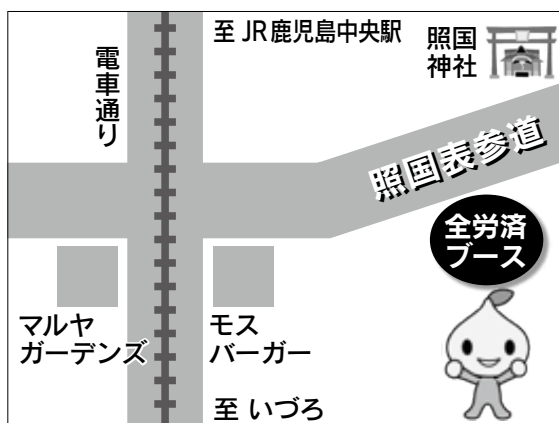 至 JR鹿児島中央駅
電車通り
照国
神社
照国表参道
全労済
ブース
マルヤ
ガーデンズ
モス
バーガー
至 いづろ